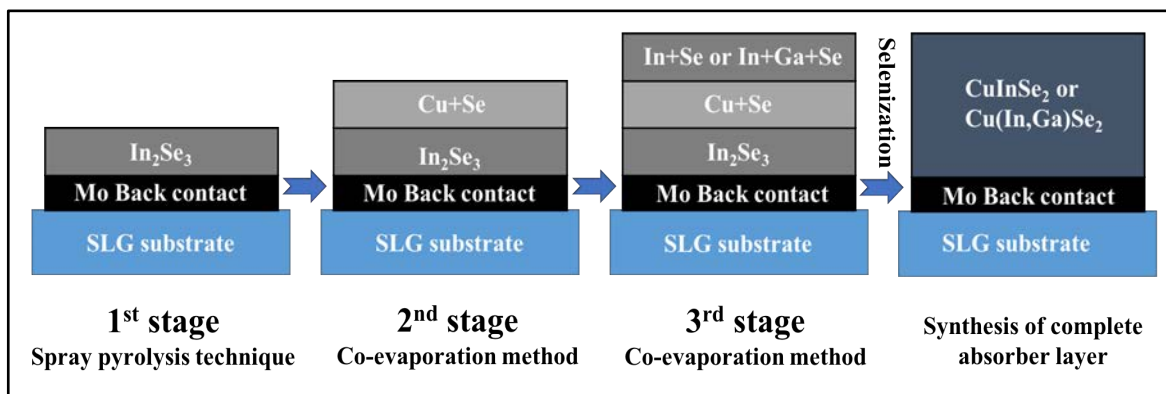 In₂Se₃
Mo Back contact
SLG substrate
1st stage
Spray pyrolysis technique
Cu+Se
In₂Se₃
Mo Back contact
SLG substrate
2nd stage
Co-evaporation method
In+Se or In+Ga+Se
Cu+Se
In₂Se₃
Mo Back contact
SLG substrate
3rd stage
Co-evaporation method
Selenization
CuInSe₂ or
Cu(In,Ga)Se₂
Mo Back contact
SLG substrate
Synthesis of complete
absorber layer